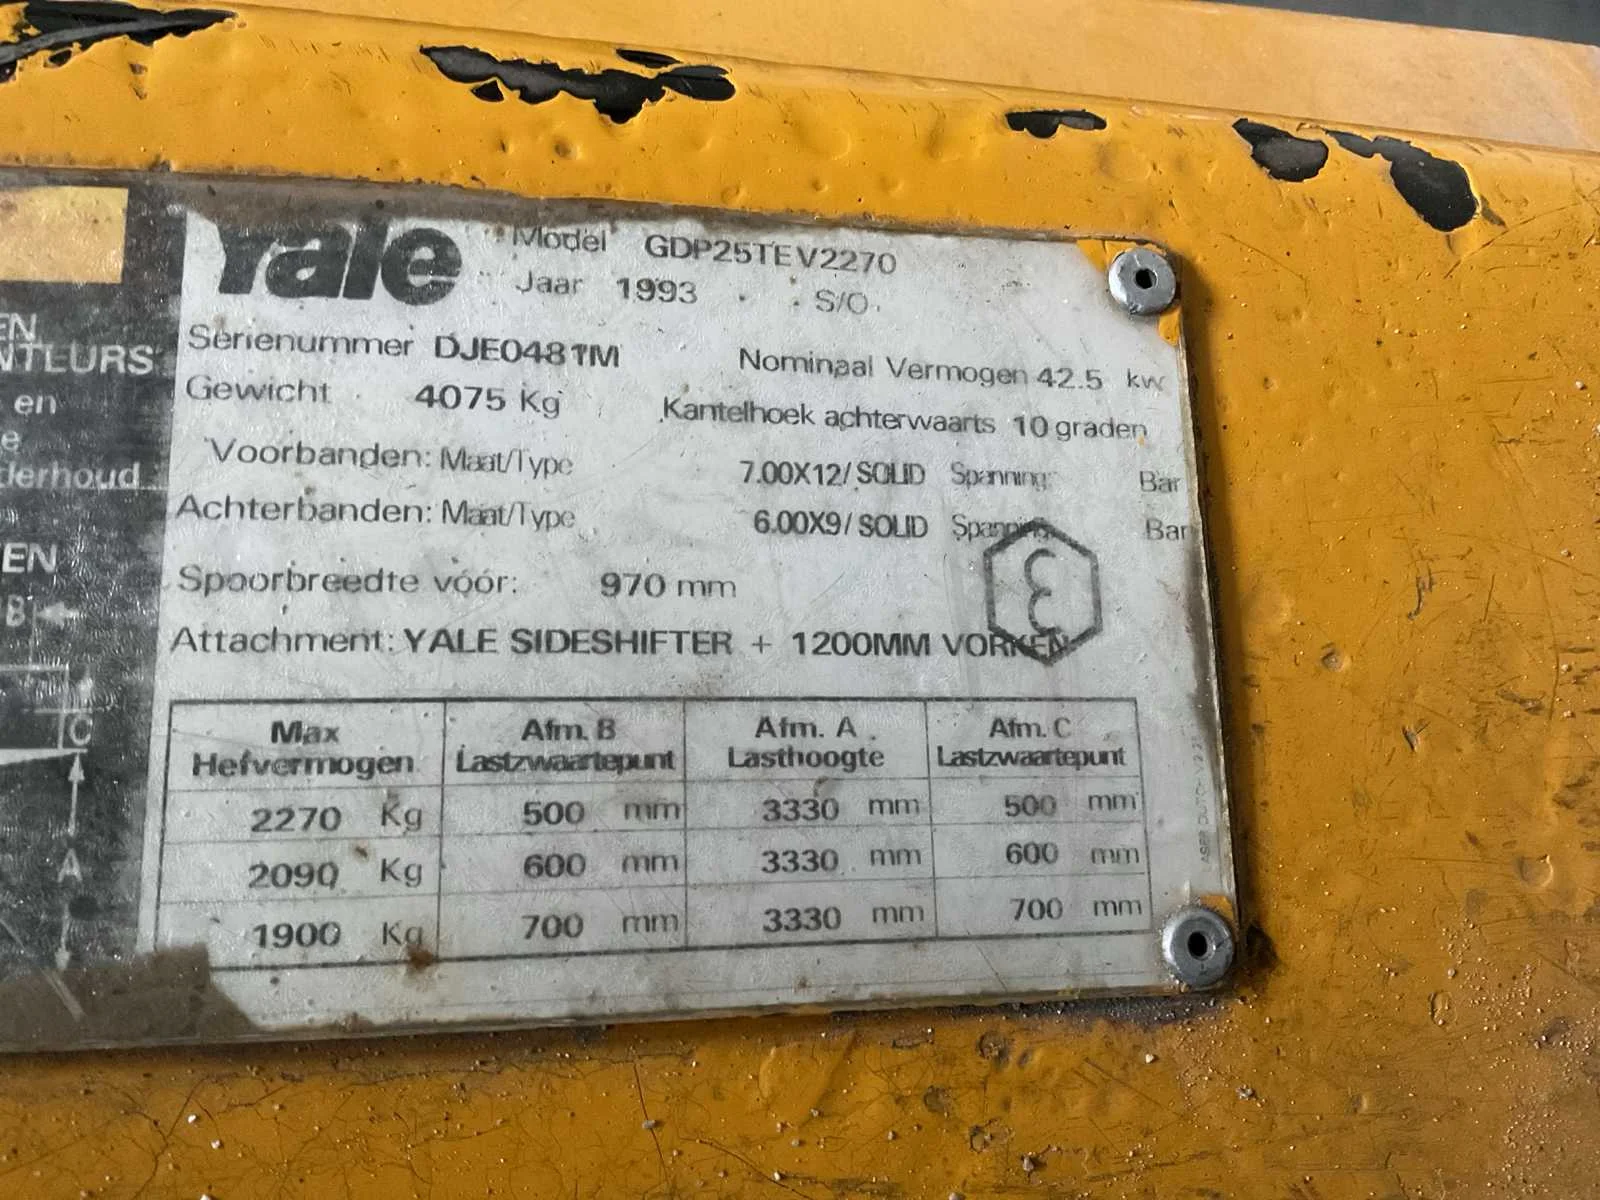 Yale Model GDP25TEV2270
Jaar 1993 S/O.
Serienummer DJE0481M Nominaal Vermogen 42.5 kw
Gewicht 4075 Kg Kantelhoek achterwaarts 10 graden
Voorbanden: Maat/Type 7.00X12/ SOLID Spanning: Bar
Achterbanden: Maat/Type 6.00X9/ SOLID Spanning: Bar
Spoorbreedte vóór: 970 mm
Attachment: YALE SIDESHIFTER + 1200MM VORKEN
Max Hefvermogen Afm. B Lastzwaartepunt Afm. A Lasthoogte Afm. C Lastzwaartepunt
2270 Kg 500 mm 3330 mm 500 mm
2090 Kg 600 mm 3330 mm 600 mm
1900 Kg 700 mm 3330 mm 700 mm
EN
NTEURS
en
e
derhoud
EN
B
C
A